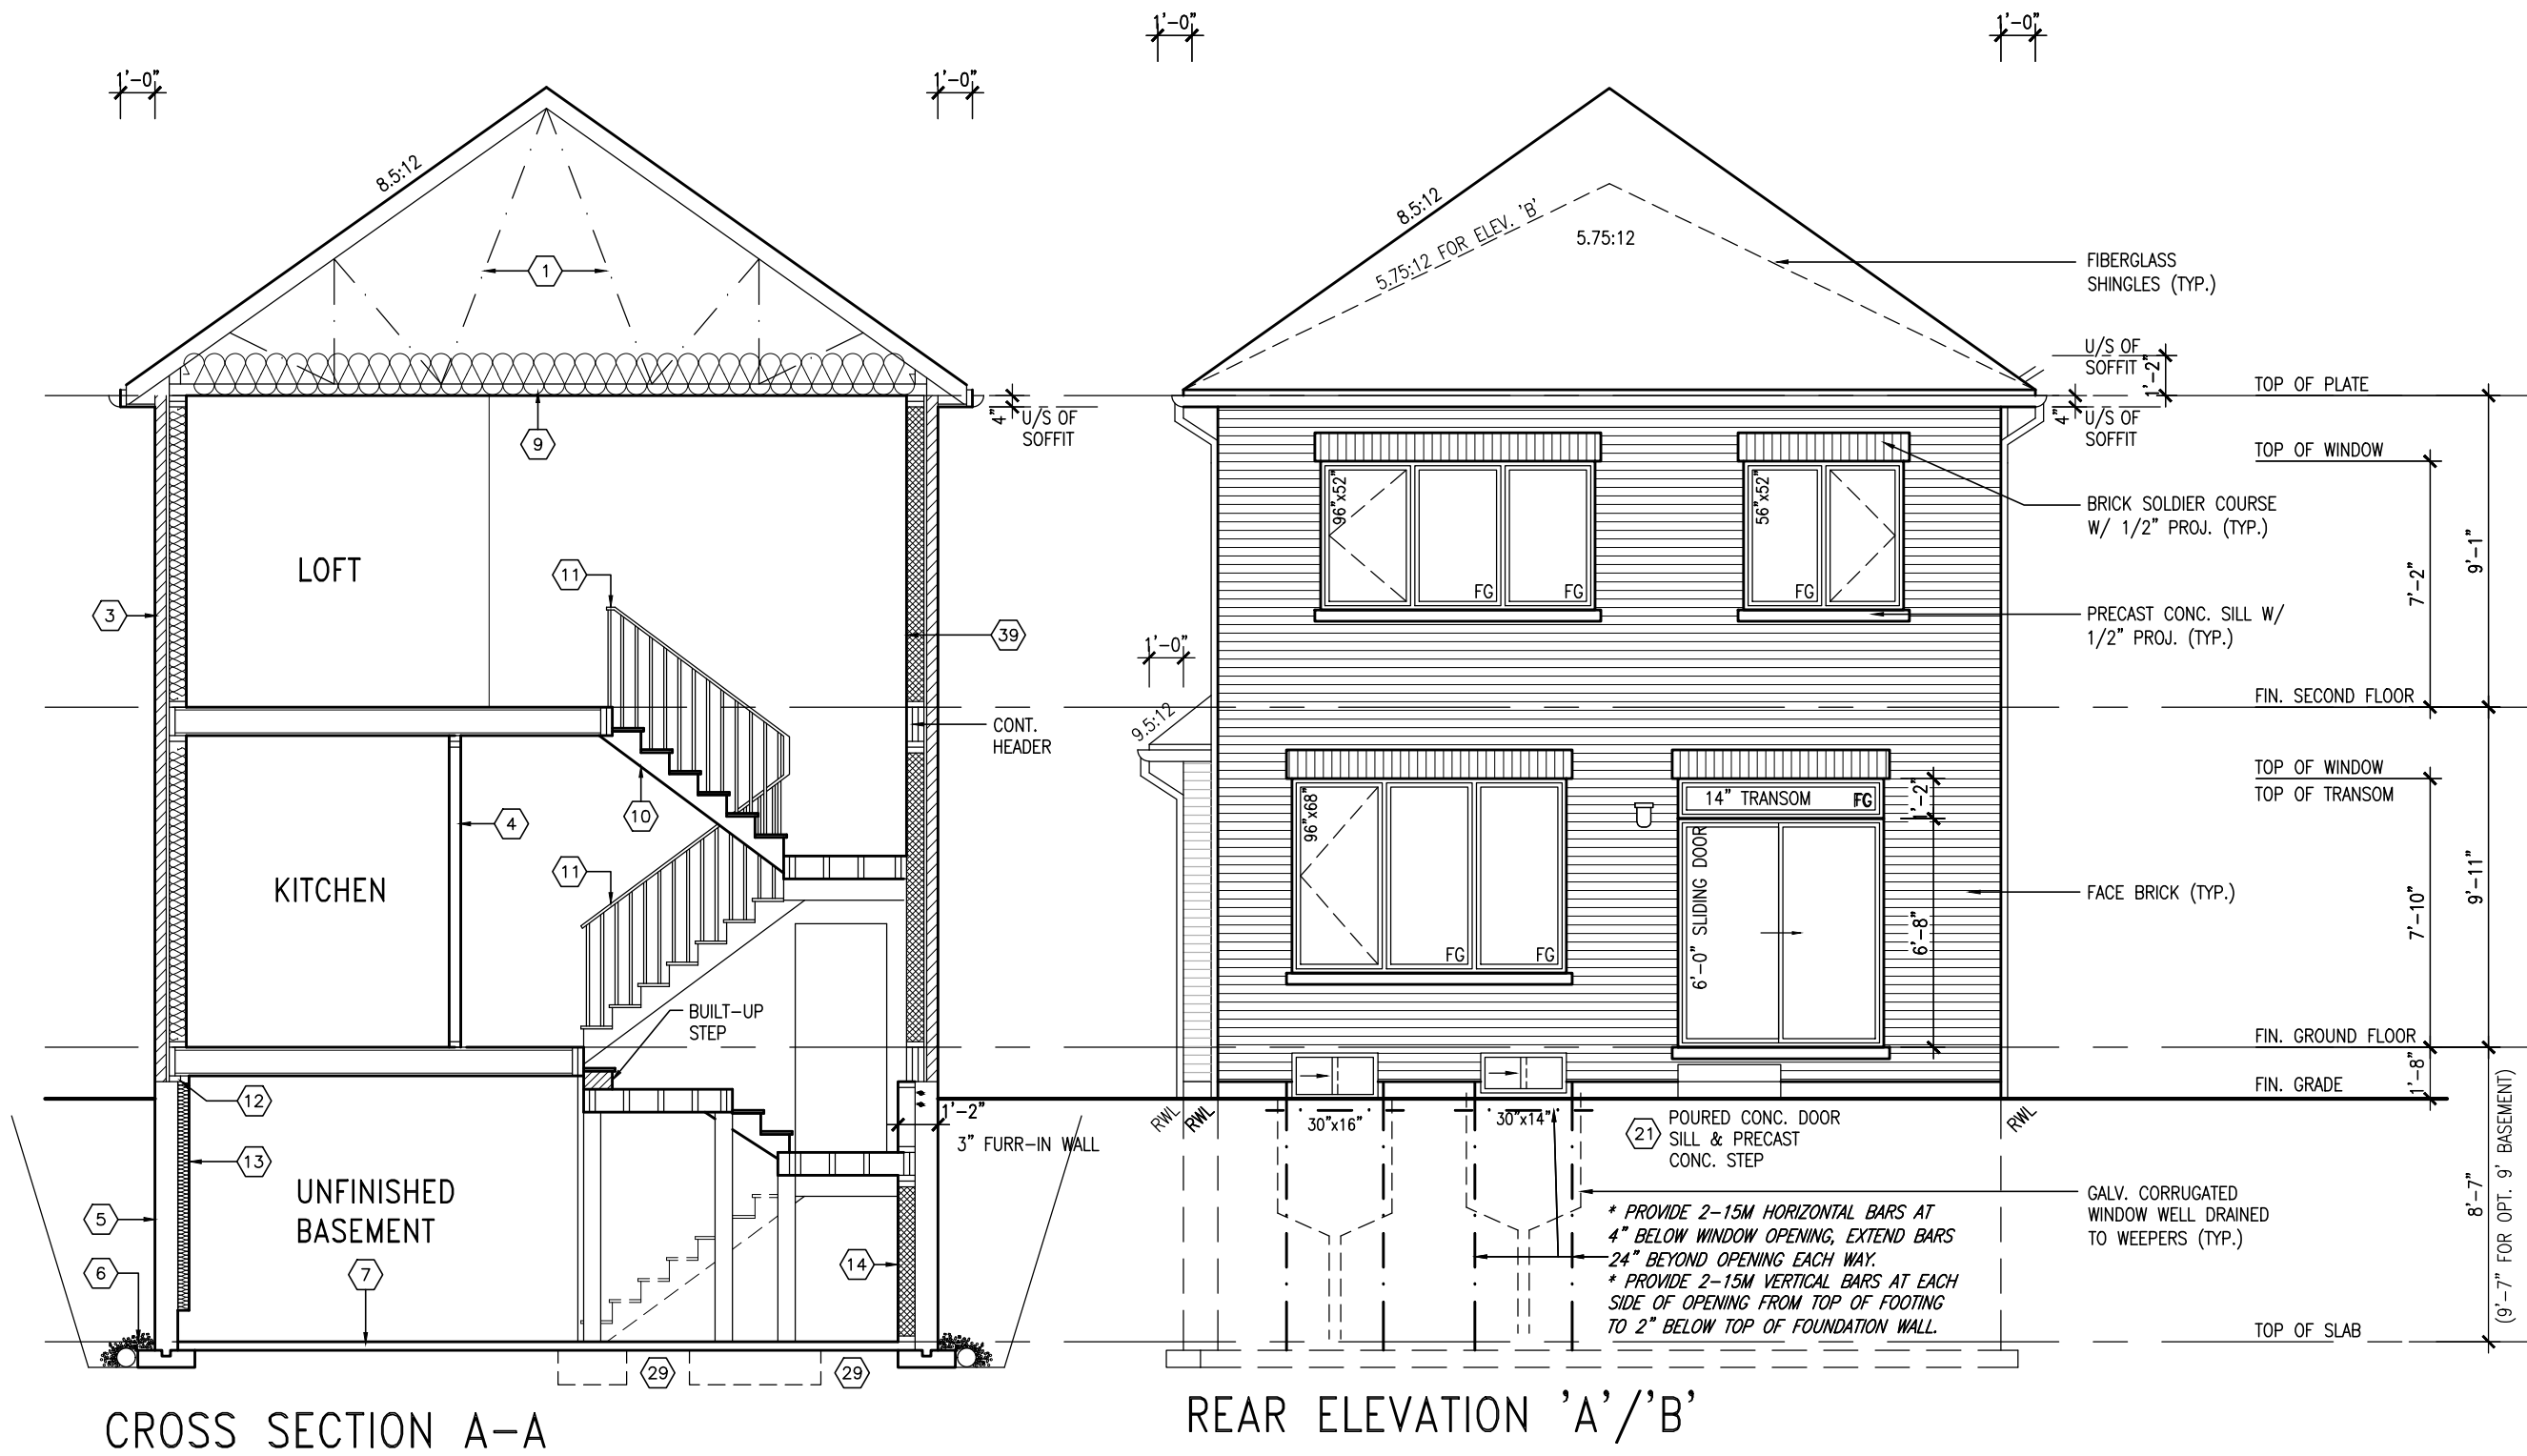 1'-0"
1'-0"
8.5:12
1
9
4"
U/S OF
SOFFIT
LOFT
11
3
39
CONT.
HEADER
10
4
11
KITCHEN
BUILT-UP
STEP
12
1'-2"
3" FURR-IN WALL
13
UNFINISHED
BASEMENT
5
6
7
14
29
29
CROSS SECTION A-A
1'-0"
1'-0"
8.5:12
5.75:12 FOR ELEV. 'B'
5.75:12
FIBERGLASS
SHINGLES (TYP.)
U/S OF
SOFFIT
1'-2"
4"
U/S OF
SOFFIT
TOP OF PLATE
TOP OF WINDOW
96"x52"
FG
FG
56"x52"
FG
BRICK SOLDIER COURSE
W/ 1/2" PROJ. (TYP.)
7'-2"
9'-1"
PRECAST CONC. SILL W/
1/2" PROJ. (TYP.)
1'-0"
9.5:12
FIN. SECOND FLOOR
TOP OF WINDOW
TOP OF TRANSOM
96"x68"
FG
FG
14" TRANSOM
FG
1'-2"
6'-0" SLIDING DOOR
6'-8"
FACE BRICK (TYP.)
7'-10"
9'-11"
FIN. GROUND FLOOR
1'-8"
FIN. GRADE
RWL
RWL
RWL
30"x16"
30"x14"
21
POURED CONC. DOOR
SILL & PRECAST
CONC. STEP
* PROVIDE 2-15M HORIZONTAL BARS AT
4" BELOW WINDOW OPENING, EXTEND BARS
24" BEYOND OPENING EACH WAY.
* PROVIDE 2-15M VERTICAL BARS AT EACH
SIDE OF OPENING FROM TOP OF FOOTING
TO 2" BELOW TOP OF FOUNDATION WALL.
GALV. CORRUGATED
WINDOW WELL DRAINED
TO WEEPERS (TYP.)
8'-7"
(9'-7" FOR OPT. 9' BASEMENT)
TOP OF SLAB
REAR ELEVATION 'A'/'B'